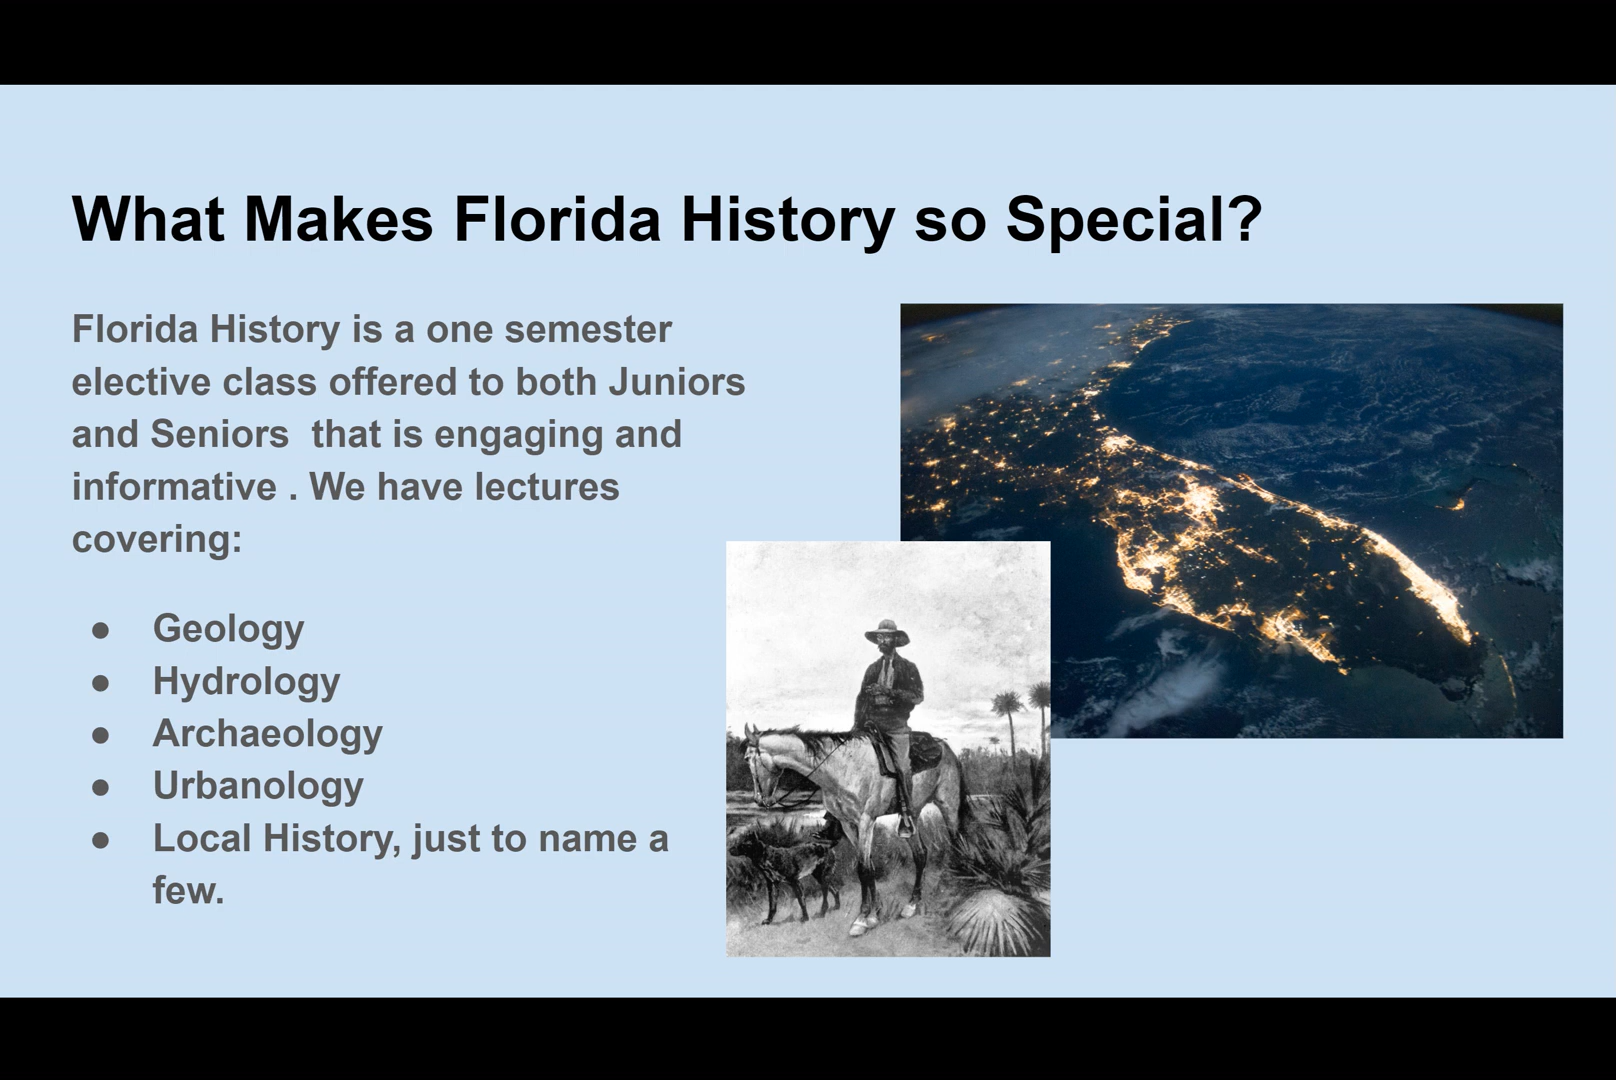 What Makes Florida History so Special?
Florida History is a one semester
elective class offered to both Juniors
and Seniors  that is engaging and
informative . We have lectures
covering:
● Geology
● Hydrology
● Archaeology
● Urbanology
● Local History, just to name a
few.